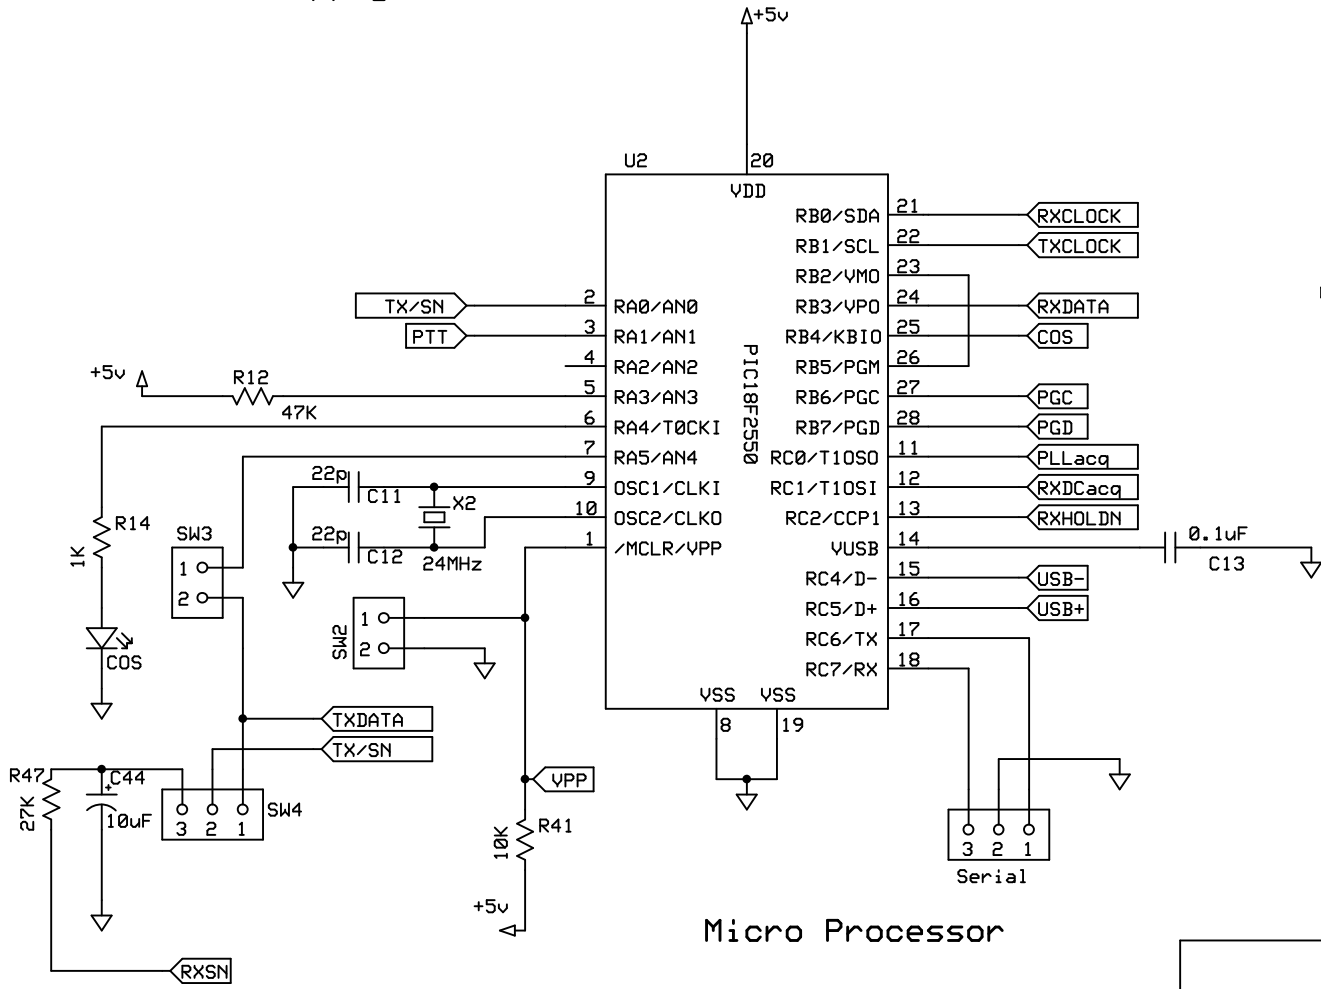 +5v
U2
20
VDD
RB0/SDA 21 RXCLOCK
RB1/SCL 22 TXCLOCK
RB2/VMO 23
TX/SN 2 RA0/AN0
RB3/VPO 24 RXDATA
PTT 3 RA1/AN1
RB4/KBIO 25 COS
4 RA2/AN2
RB5/PGM 26
PIC18F2550
+5v R12 47K 5 RA3/AN3
RB6/PGC 27 PGC
6 RA4/T0CKI
RB7/PGD 28 PGD
7 RA5/AN4
RC0/T1OSO 11 PLLacq
22p C11 X2 9 OSC1/CLKI
RC1/T1OSI 12 RXDCacq
10 OSC2/CLKO
RC2/CCP1 13 RXHOLDN
22p C12 24MHz 1 /MCLR/VPP
VUSB 14 0.1uF C13
R14 1K
SW3
1
2
RC4/D- 15 USB-
RC5/D+ 16 USB+
SW2
1
2
RC6/TX 17
RC7/RX 18
COS
VSS VSS
8 19
TXDATA
TX/SN
R47 27K
C44 + 10uF
3 2 1 SW4
VPP
10K R41
+5v
3 2 1
Serial
Micro Processor
RXSN